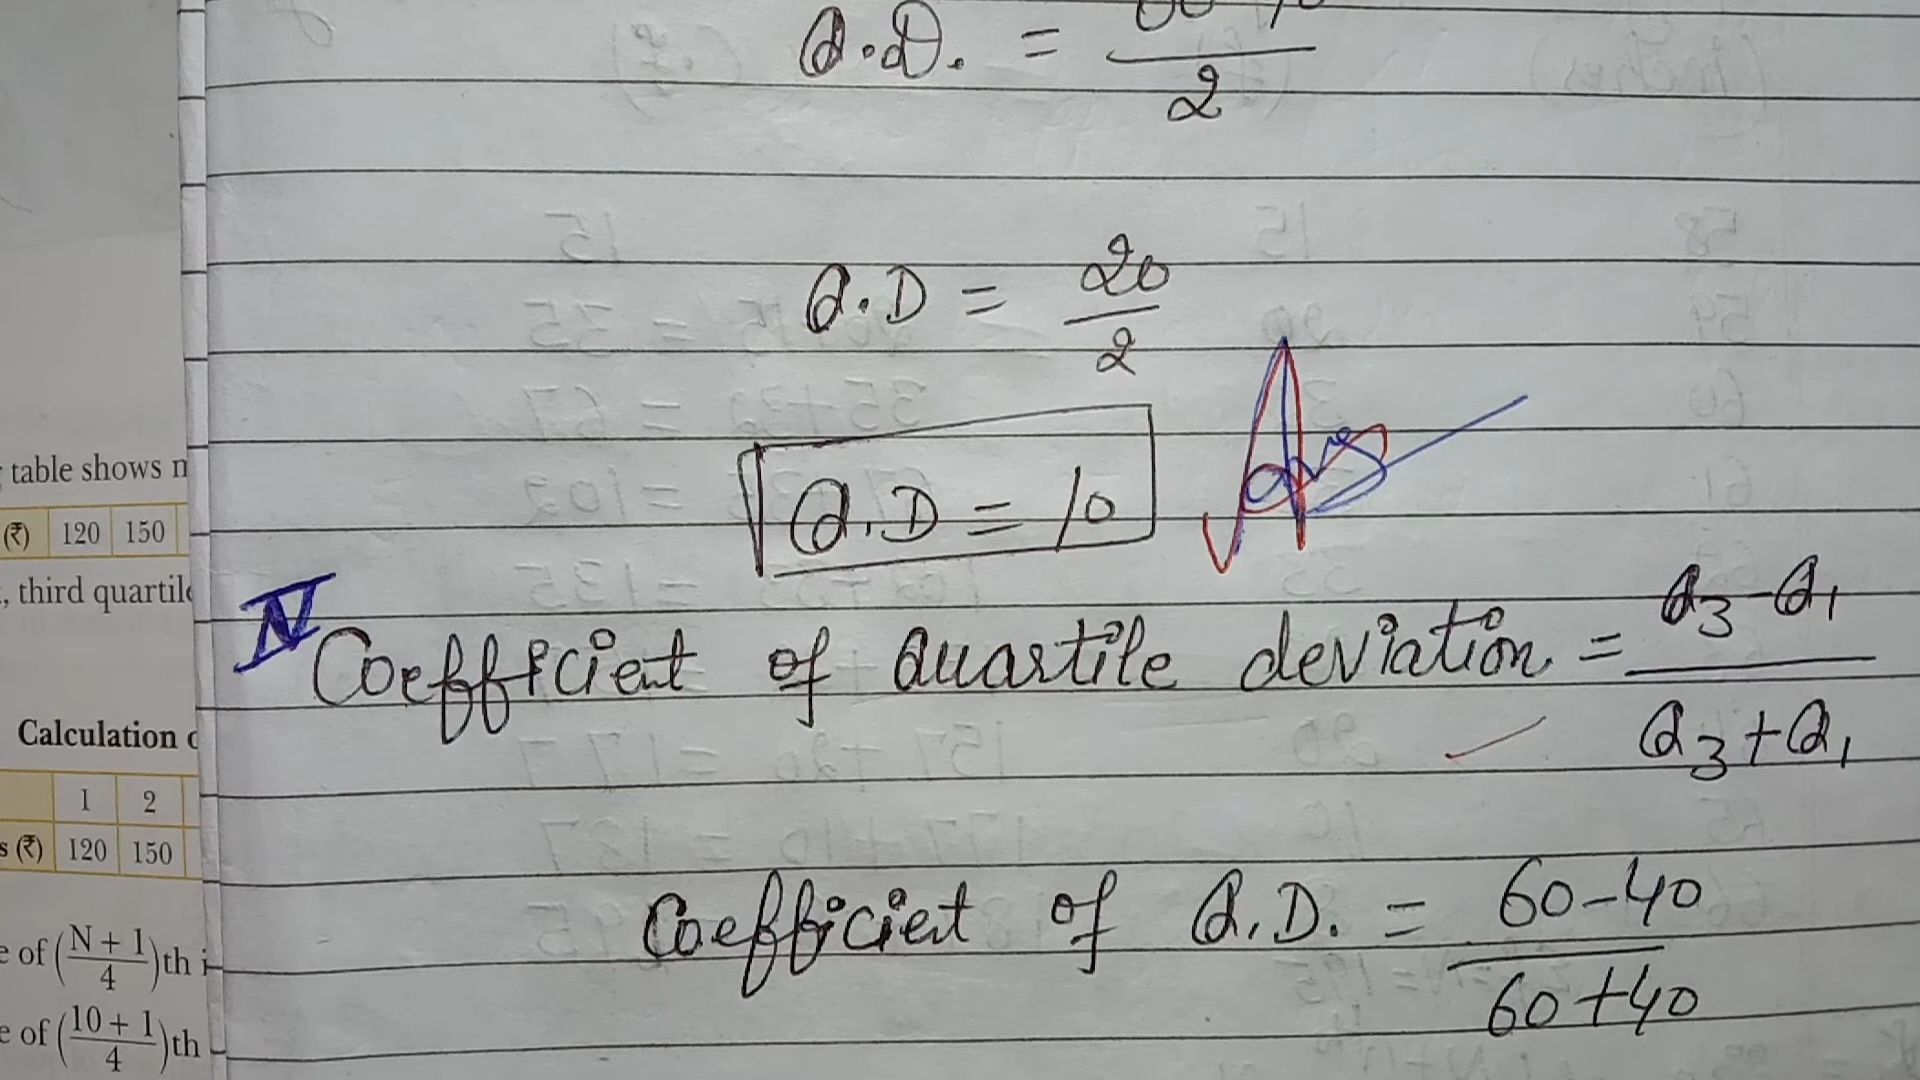 Q.D. =
2
Q.D = 20
2
Q.D = 10 Ans
IV Coefficient of Quartile deviation = Q3-Q1
Q3+Q1
Coefficient of Q.D. = 60-40
60+40
table shows
(₹) 120 150
, third quartile
Calculation
1 2
s (₹) 120 150
e of (N + 1
4)th
e of (10 + 1
4)th